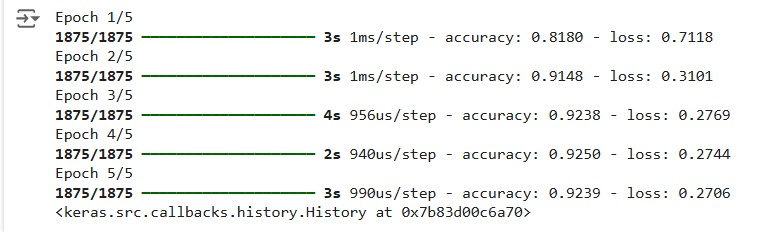 Epoch 1/5
1875/1875 ━━━━━━━━━━━━━━━━━━━━ 3s 1ms/step - accuracy: 0.8180 - loss: 0.7118
Epoch 2/5
1875/1875 ━━━━━━━━━━━━━━━━━━━━ 3s 1ms/step - accuracy: 0.9148 - loss: 0.3101
Epoch 3/5
1875/1875 ━━━━━━━━━━━━━━━━━━━━ 4s 956us/step - accuracy: 0.9238 - loss: 0.2769
Epoch 4/5
1875/1875 ━━━━━━━━━━━━━━━━━━━━ 2s 940us/step - accuracy: 0.9250 - loss: 0.2744
Epoch 5/5
1875/1875 ━━━━━━━━━━━━━━━━━━━━ 3s 990us/step - accuracy: 0.9239 - loss: 0.2706
<keras.src.callbacks.history.History at 0x7b83d00c6a70>